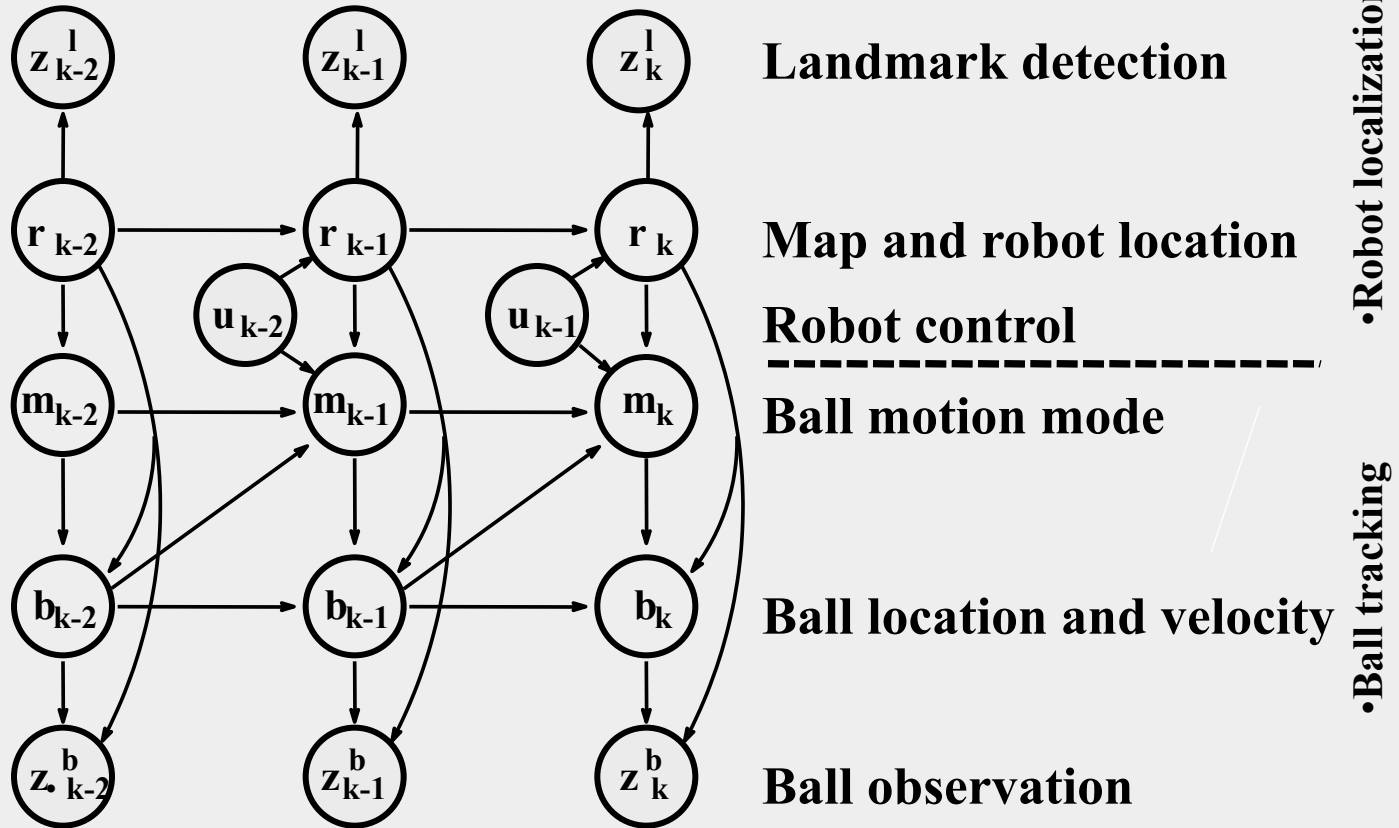 z l k-2 z l k-1 z l k Landmark detection
r k-2 r k-1 r k Map and robot location
u k-2 u k-1 Robot control
m k-2 m k-1 m k Ball motion mode
b k-2 b k-1 b k Ball location and velocity
z. b k-2 z b k-1 z b k Ball observation
•Robot localization
•Ball tracking